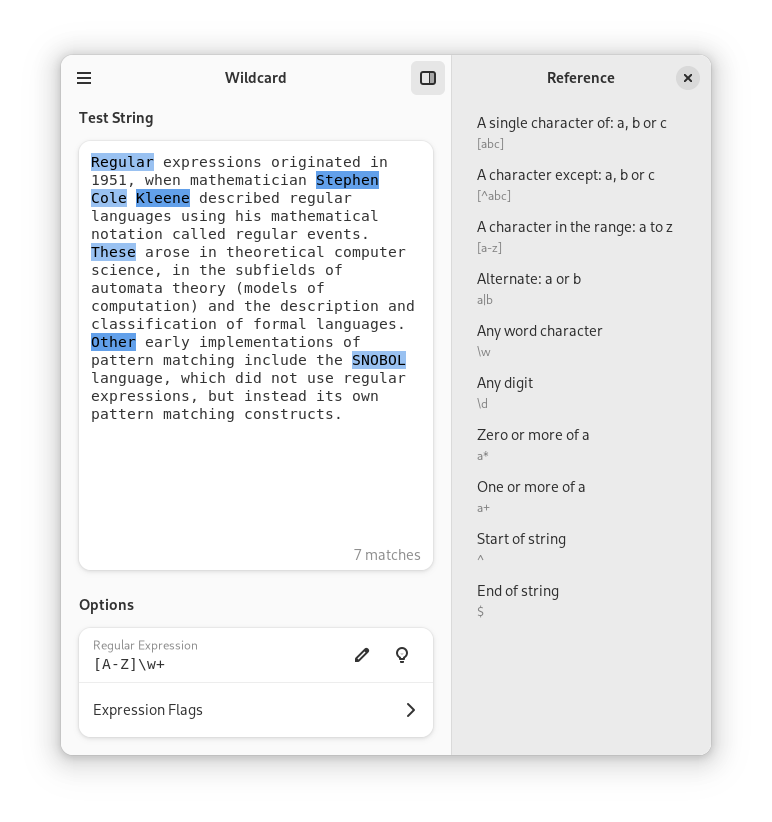 Wildcard
Test String
Regular expressions originated in
1951, when mathematician Stephen
Cole Kleene described regular
languages using his mathematical
notation called regular events.
These arose in theoretical computer
science, in the subfields of
automata theory (models of
computation) and the description and
classification of formal languages.
Other early implementations of
pattern matching include the SNOBOL
language, which did not use regular
expressions, but instead its own
pattern matching constructs.
7 matches
Options
Regular Expression
[A-Z]\w+
Expression Flags
Reference
A single character of: a, b or c
[abc]
A character except: a, b or c
[^abc]
A character in the range: a to z
[a-z]
Alternate: a or b
a|b
Any word character
\w
Any digit
\d
Zero or more of a
a*
One or more of a
a+
Start of string
^
End of string
$